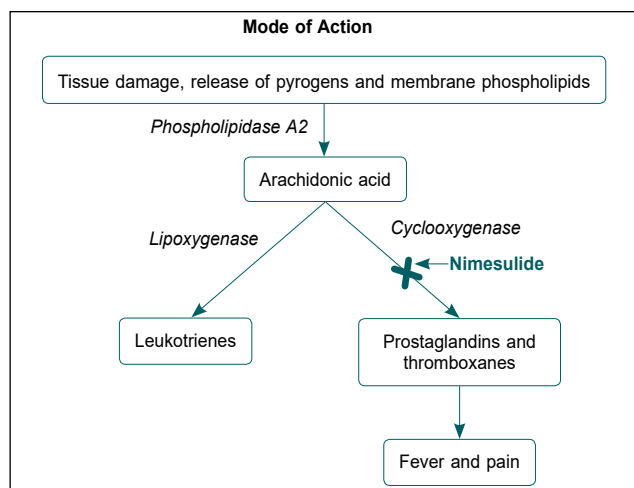 Mode of Action
Tissue damage, release of pyrogens and membrane phospholipids
Phospholipidase A2
Arachidonic acid
Lipoxygenase
Cyclooxygenase
Nimesulide
Leukotrienes
Prostaglandins and
thromboxanes
Fever and pain